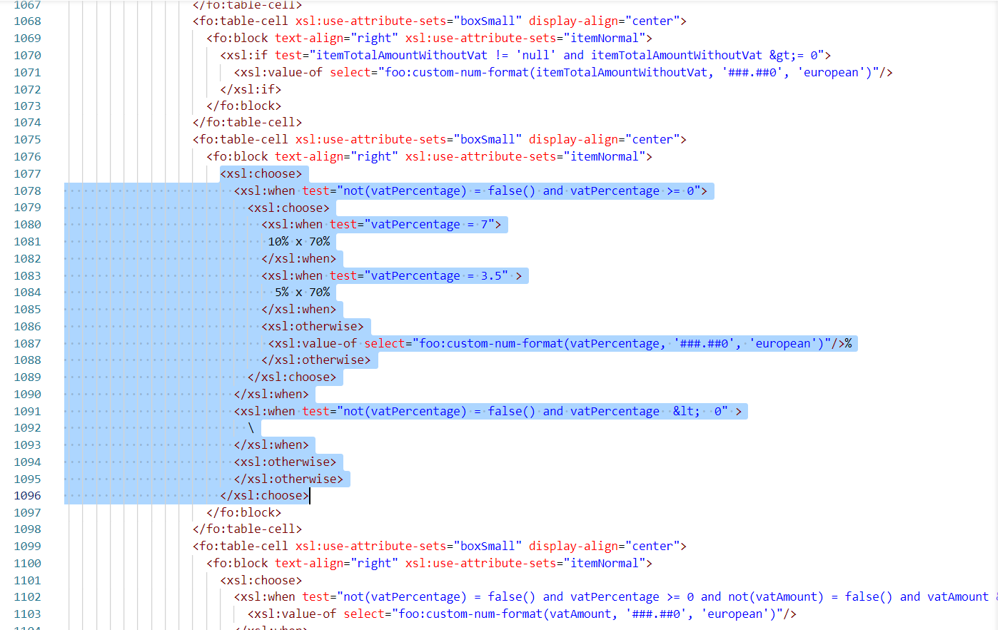 1067 </fo:table-cell>
1068 <fo:table-cell xsl:use-attribute-sets="boxSmall" display-align="center">
1069 <fo:block text-align="right" xsl:use-attribute-sets="itemNormal">
1070 <xsl:if test="itemTotalAmountWithoutVat != 'null' and itemTotalAmountWithoutVat &gt;= 0">
1071 <xsl:value-of select="foo:custom-num-format(itemTotalAmountWithoutVat, '###.##0', 'european')"/>
1072 </xsl:if>
1073 </fo:block>
1074 </fo:table-cell>
1075 <fo:table-cell xsl:use-attribute-sets="boxSmall" display-align="center">
1076 <fo:block text-align="right" xsl:use-attribute-sets="itemNormal">
1077 <xsl:choose>
1078 <xsl:when test="not(vatPercentage) = false() and vatPercentage >= 0">
1079 <xsl:choose>
1080 <xsl:when test="vatPercentage = 7">
1081 10% x 70%
1082 </xsl:when>
1083 <xsl:when test="vatPercentage = 3.5" >
1084 5% x 70%
1085 </xsl:when>
1086 <xsl:otherwise>
1087 <xsl:value-of select="foo:custom-num-format(vatPercentage, '###.##0', 'european')"/>%
1088 </xsl:otherwise>
1089 </xsl:choose>
1090 </xsl:when>
1091 <xsl:when test="not(vatPercentage) = false() and vatPercentage  &lt;  0" >
1092 \
1093 </xsl:when>
1094 <xsl:otherwise>
1095 </xsl:otherwise>
1096 </xsl:choose>
1097 </fo:block>
1098 </fo:table-cell>
1099 <fo:table-cell xsl:use-attribute-sets="boxSmall" display-align="center">
1100 <fo:block text-align="right" xsl:use-attribute-sets="itemNormal">
1101 <xsl:choose>
1102 <xsl:when test="not(vatPercentage) = false() and vatPercentage >= 0 and not(vatAmount) = false() and vatAmount
1103 <xsl:value-of select="foo:custom-num-format(vatAmount, '###.##0', 'european')"/>
1104 </xsl:when>